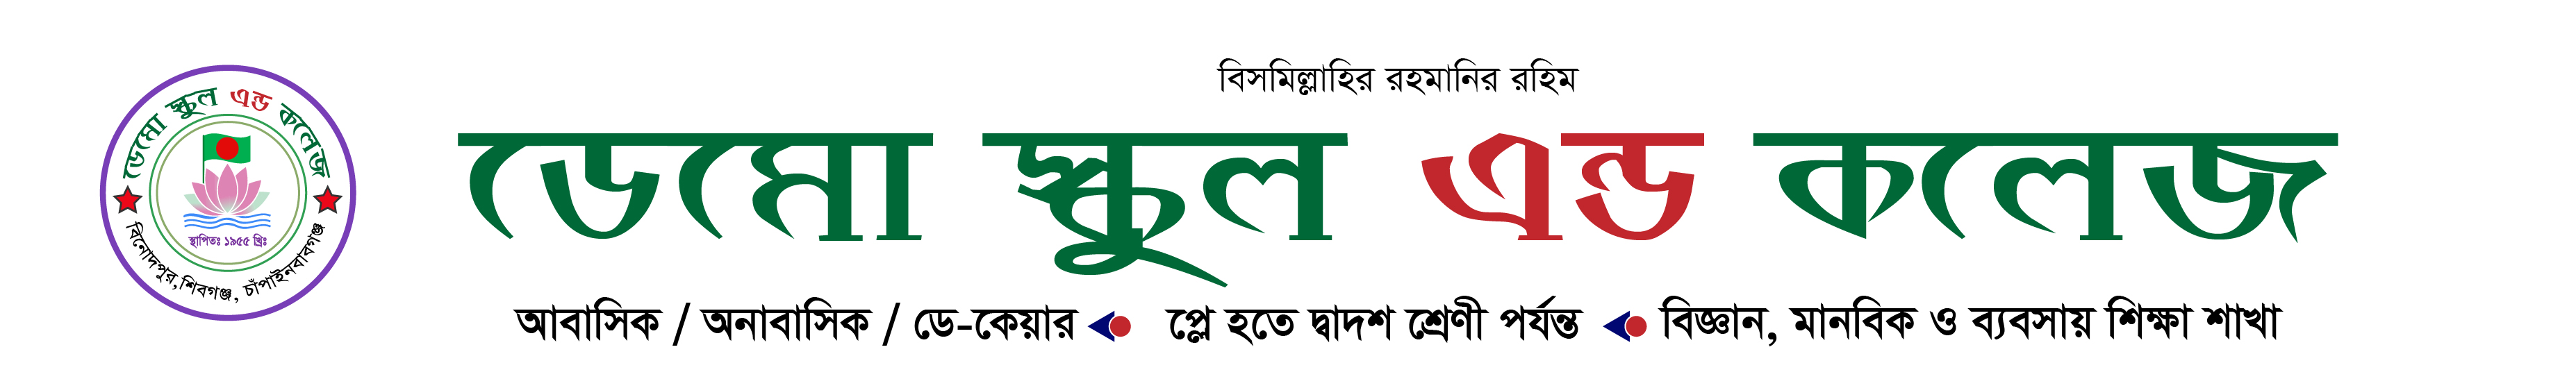 বিসমিল্লাহির রহমানির রহিম
ডেমো স্কুল এন্ড কলেজ
আবাসিক / অনাবাসিক / ডে-কেয়ার প্লে হতে দ্বাদশ শ্রেণী পর্যন্ত বিজ্ঞান, মানবিক ও ব্যবসায় শিক্ষা শাখা
ডেমো স্কুল এন্ড কলেজ
স্থাপিতঃ ১৯৫৫ খ্রিঃ
বিনোদপুর,শিবগঞ্জ, চাঁপাইনবাবগঞ্জ